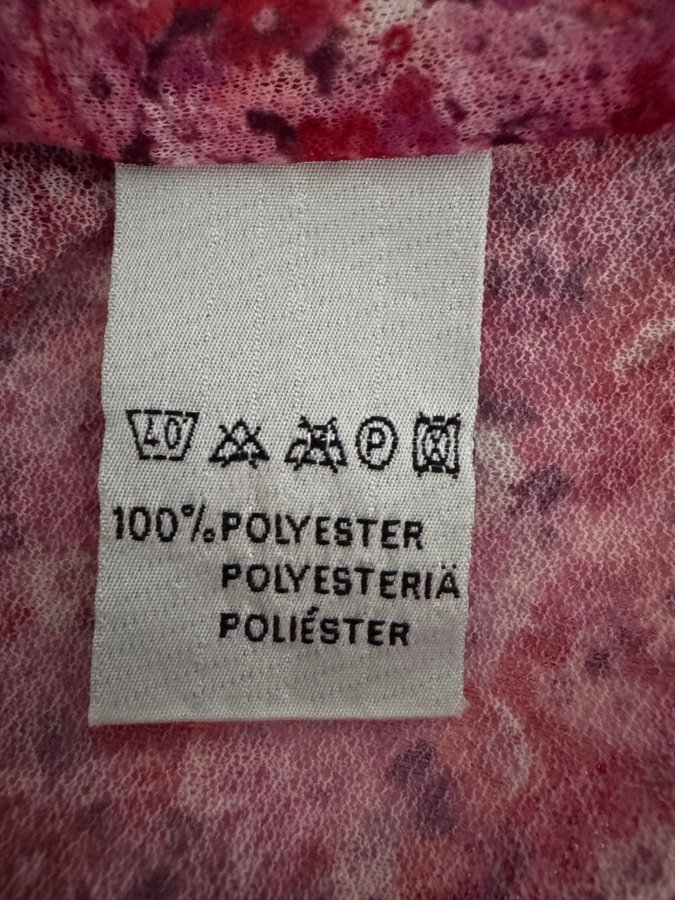 40 P
100% POLYESTER
POLYESTERIÄ
POLIÉSTER